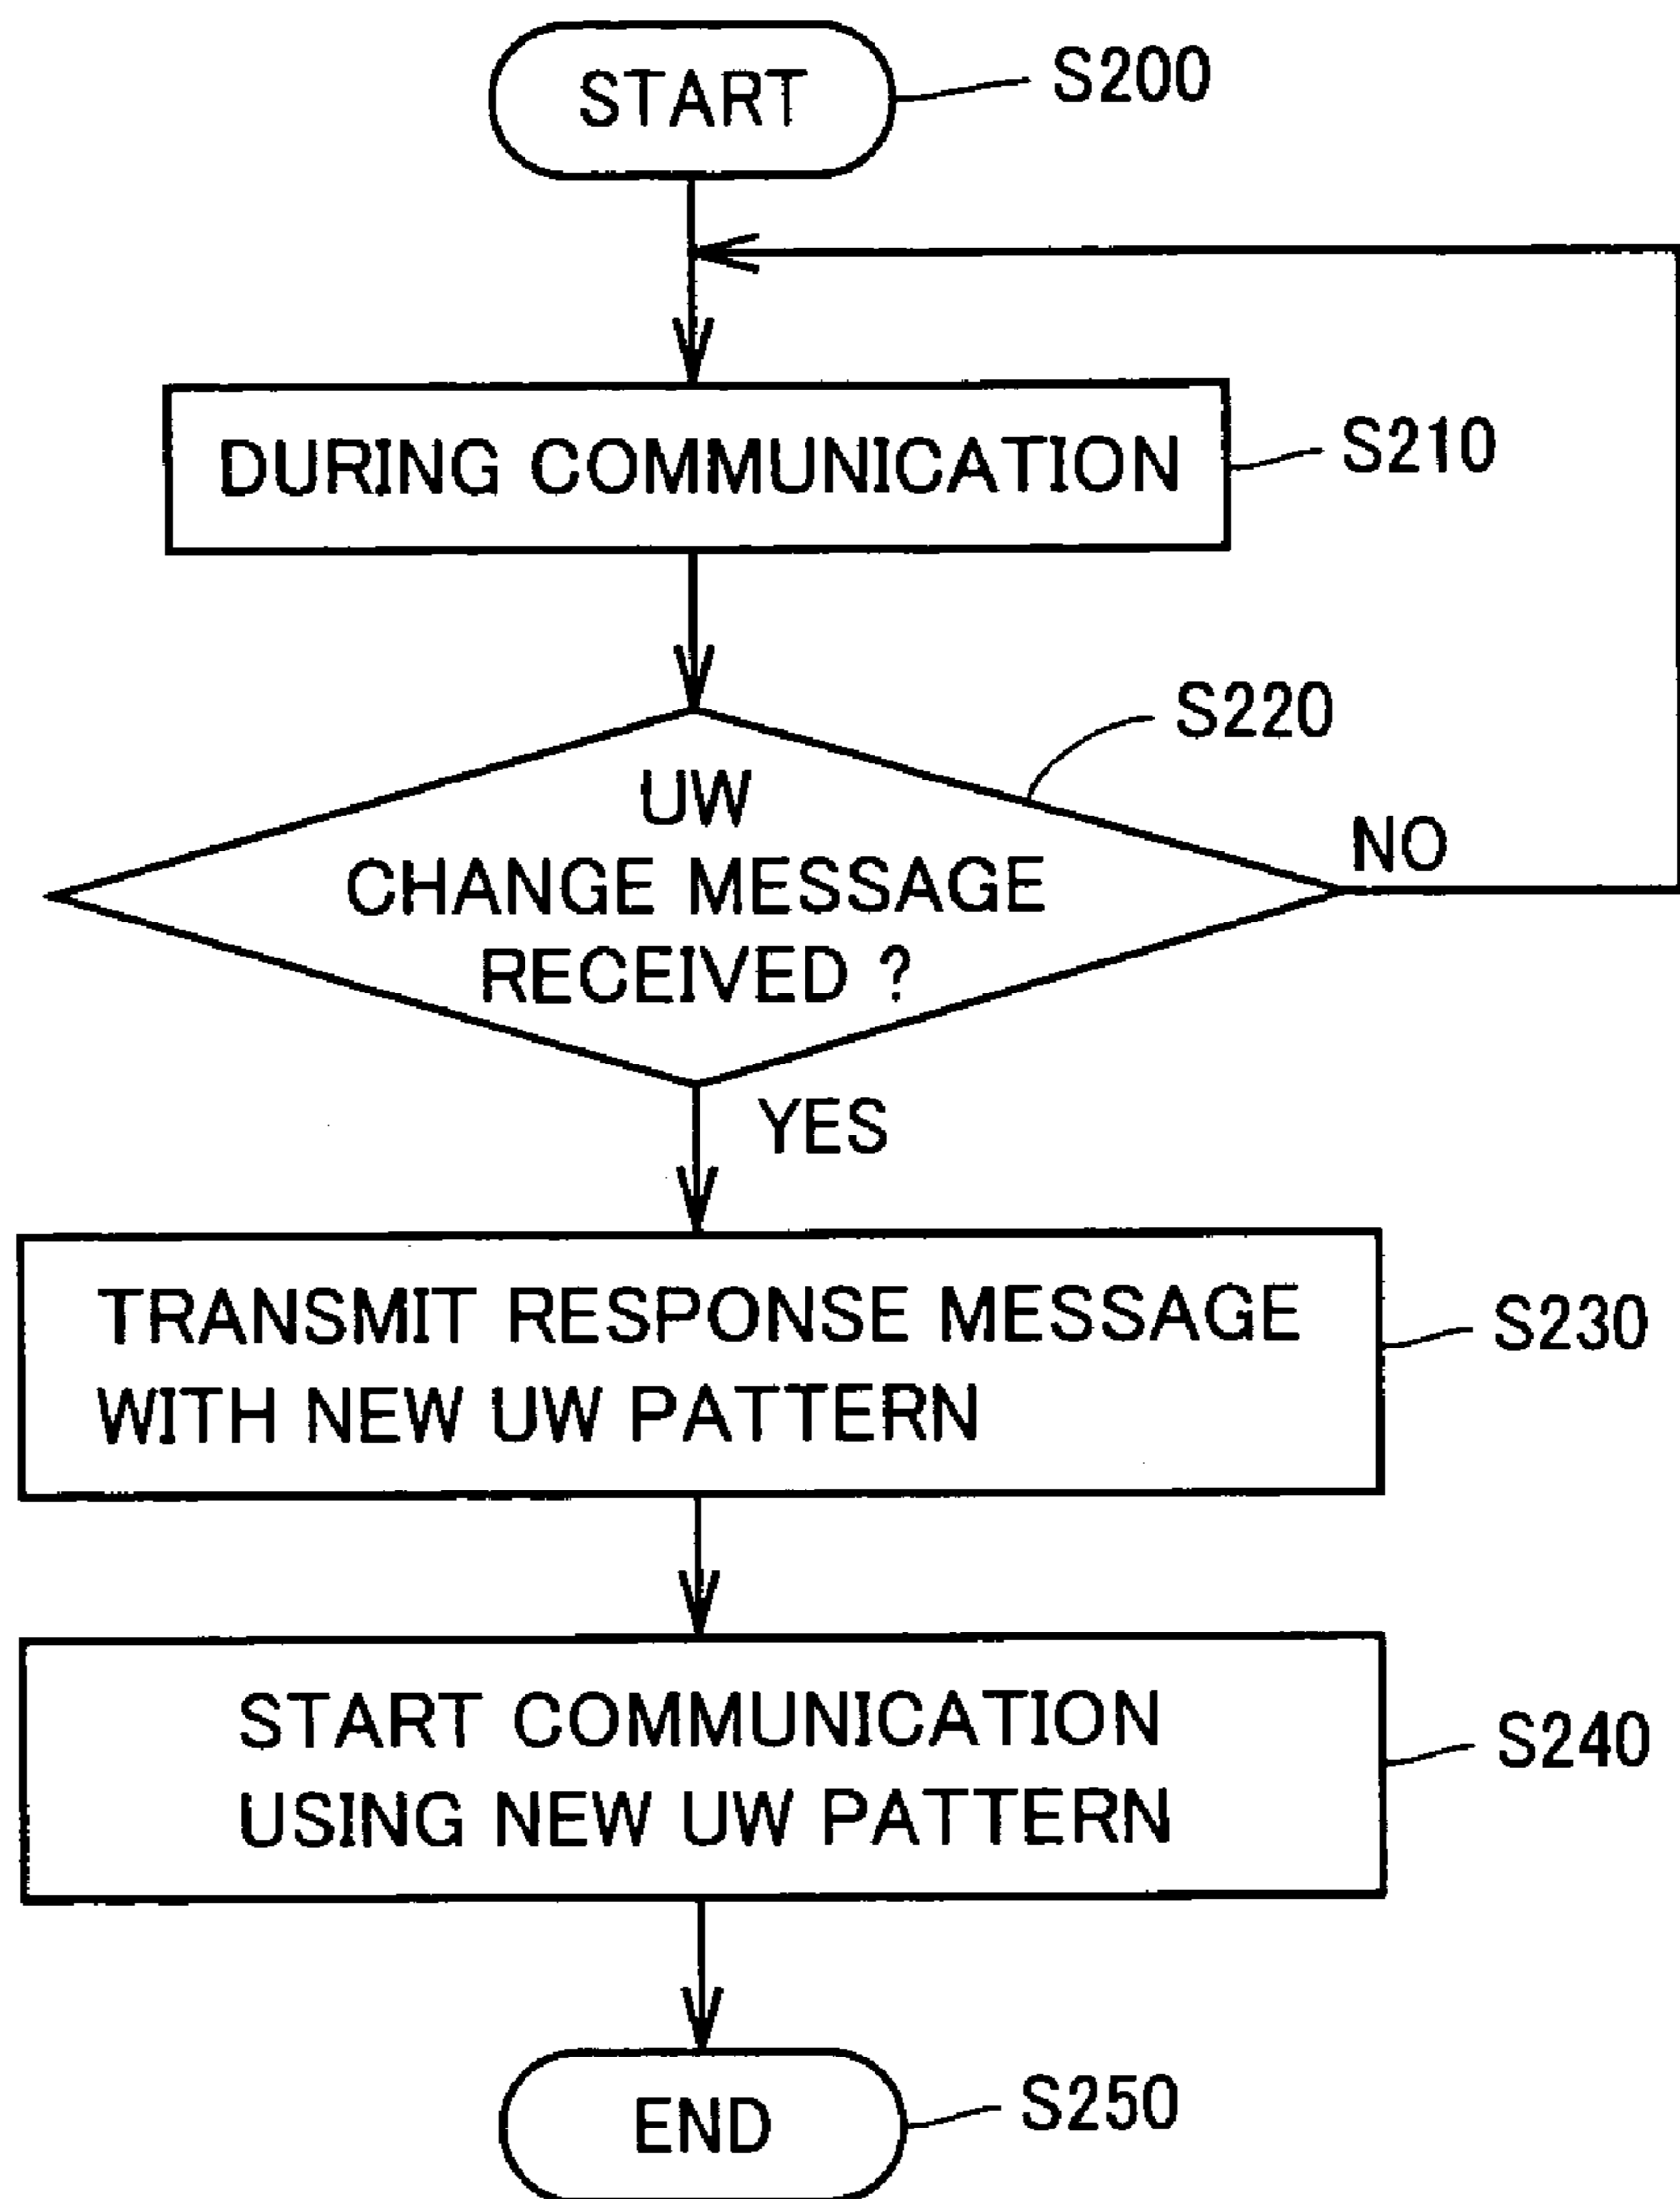 START
S200
DURING COMMUNICATION
S210
S220
UW
CHANGE MESSAGE
RECEIVED ?
NO
YES
TRANSMIT RESPONSE MESSAGE
WITH NEW UW PATTERN
S230
START COMMUNICATION
USING NEW UW PATTERN
S240
END
S250